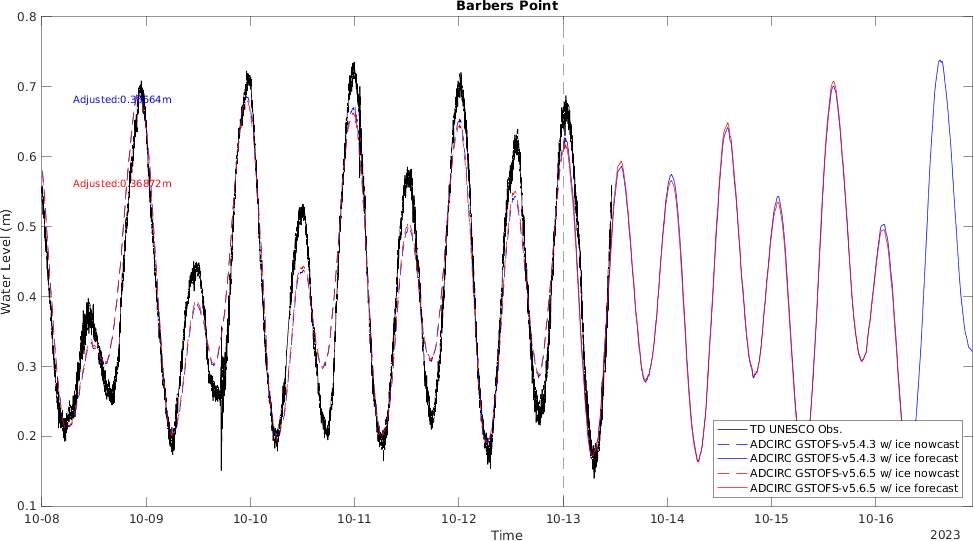 Barbers Point
0.8
0.7
0.6
0.5
0.4
0.3
0.2
0.1
Water Level (m)
Adjusted:0.38664m
Adjusted:0.36872m
TD UNESCO Obs.
ADCIRC GSTOFS-v5.4.3 w/ ice nowcast
ADCIRC GSTOFS-v5.4.3 w/ ice forecast
ADCIRC GSTOFS-v5.6.5 w/ ice nowcast
ADCIRC GSTOFS-v5.6.5 w/ ice forecast
10-08 10-09 10-10 10-11 10-12 10-13 10-14 10-15 10-16
Time
2023